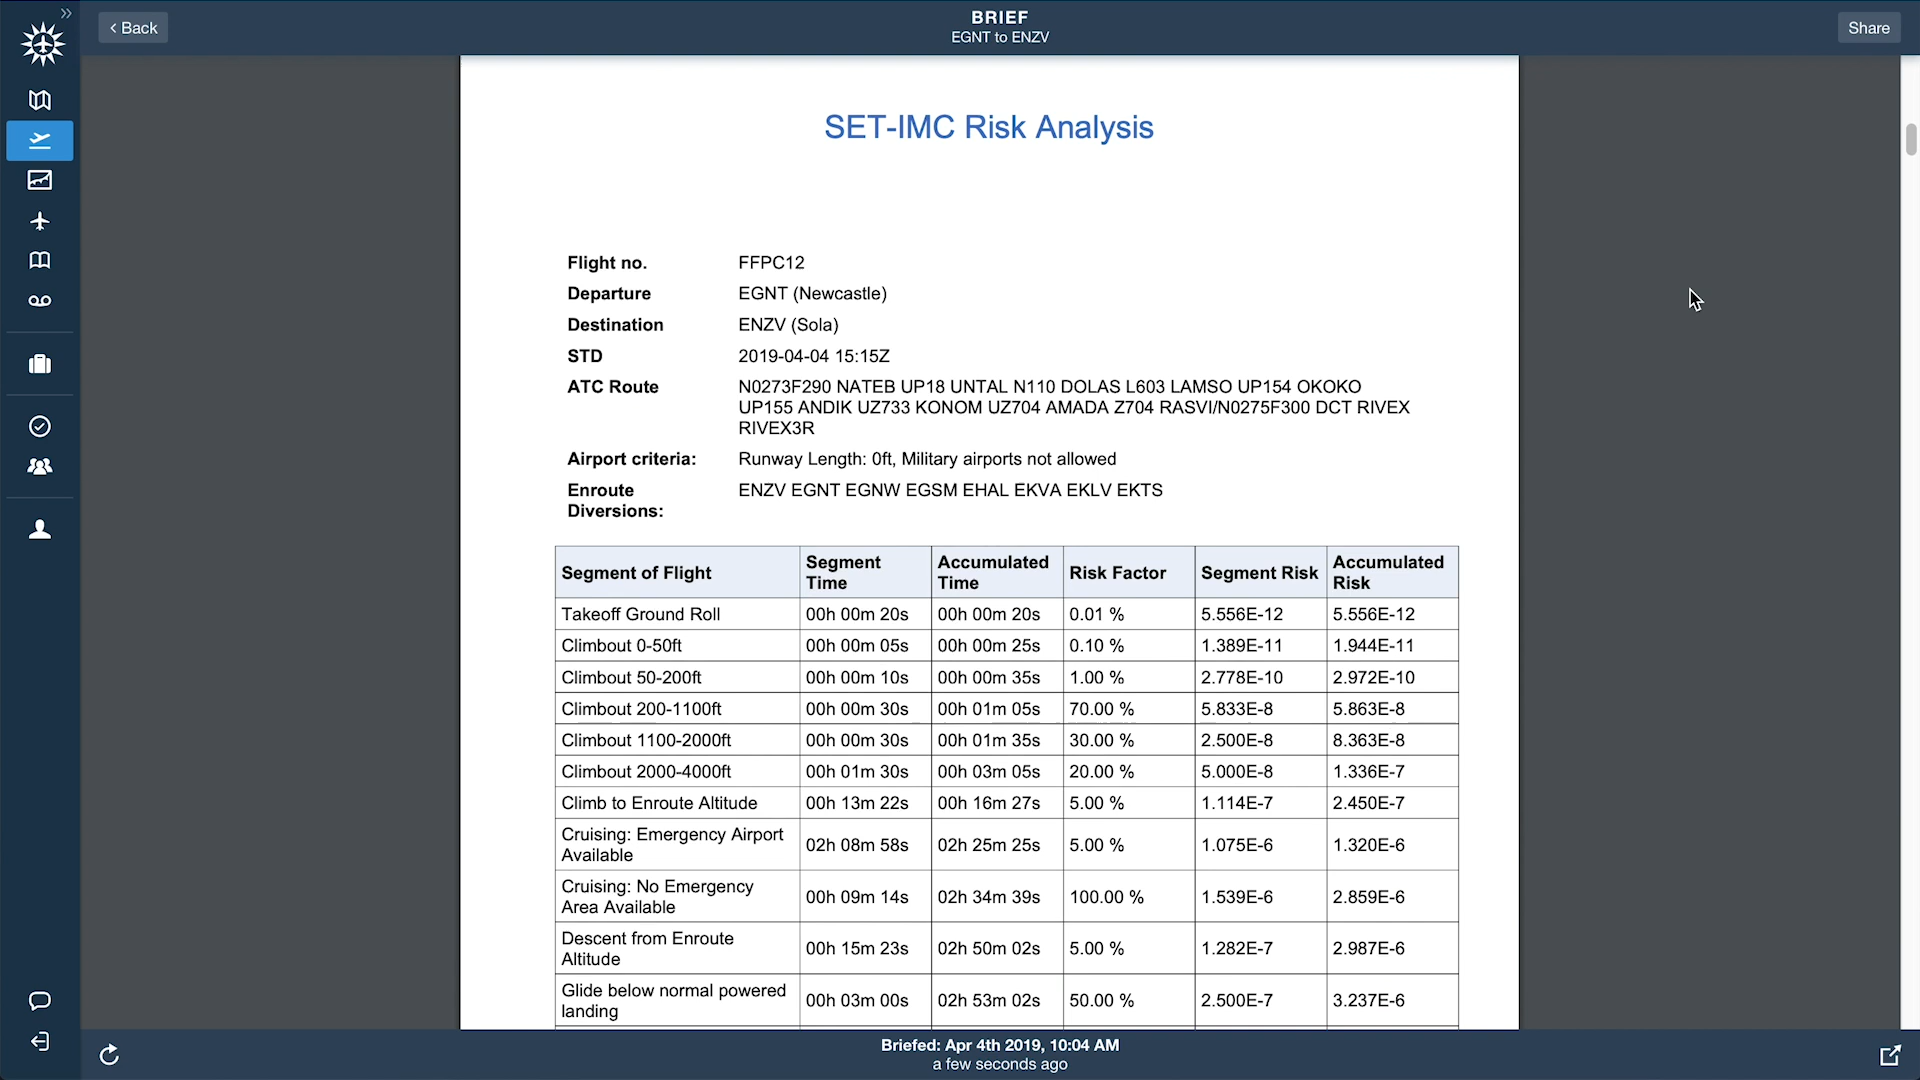 Back
BRIEF
EGNT to ENZV
Share
SET-IMC Risk Analysis
Flight no. FFPC12
Departure EGNT (Newcastle)
Destination ENZV (Sola)
STD 2019-04-04 15:15Z
ATC Route N0273F290 NATEB UP18 UNTAL N110 DOLAS L603 LAMSO UP154 OKOKO
UP155 ANDIK UZ733 KONOM UZ704 AMADA Z704 RASVI/N0275F300 DCT RIVEX
RIVEX3R
Airport criteria: Runway Length: 0ft, Military airports not allowed
Enroute ENZV EGNT EGNW EGSM EHAL EKVA EKLV EKTS
Diversions:
Segment of Flight Segment Time Accumulated Time Risk Factor Segment Risk Accumulated Risk
Takeoff Ground Roll 00h 00m 20s 00h 00m 20s 0.01 % 5.556E-12 5.556E-12
Climbout 0-50ft 00h 00m 05s 00h 00m 25s 0.10 % 1.389E-11 1.944E-11
Climbout 50-200ft 00h 00m 10s 00h 00m 35s 1.00 % 2.778E-10 2.972E-10
Climbout 200-1100ft 00h 00m 30s 00h 01m 05s 70.00 % 5.833E-8 5.863E-8
Climbout 1100-2000ft 00h 00m 30s 00h 01m 35s 30.00 % 2.500E-8 8.363E-8
Climbout 2000-4000ft 00h 01m 30s 00h 03m 05s 20.00 % 5.000E-8 1.336E-7
Climb to Enroute Altitude 00h 13m 22s 00h 16m 27s 5.00 % 1.114E-7 2.450E-7
Cruising: Emergency Airport Available 02h 08m 58s 02h 25m 25s 5.00 % 1.075E-6 1.320E-6
Cruising: No Emergency Area Available 00h 09m 14s 02h 34m 39s 100.00 % 1.539E-6 2.859E-6
Descent from Enroute Altitude 00h 15m 23s 02h 50m 02s 5.00 % 1.282E-7 2.987E-6
Glide below normal powered landing 00h 03m 00s 02h 53m 02s 50.00 % 2.500E-7 3.237E-6
Briefed: Apr 4th 2019, 10:04 AM
a few seconds ago